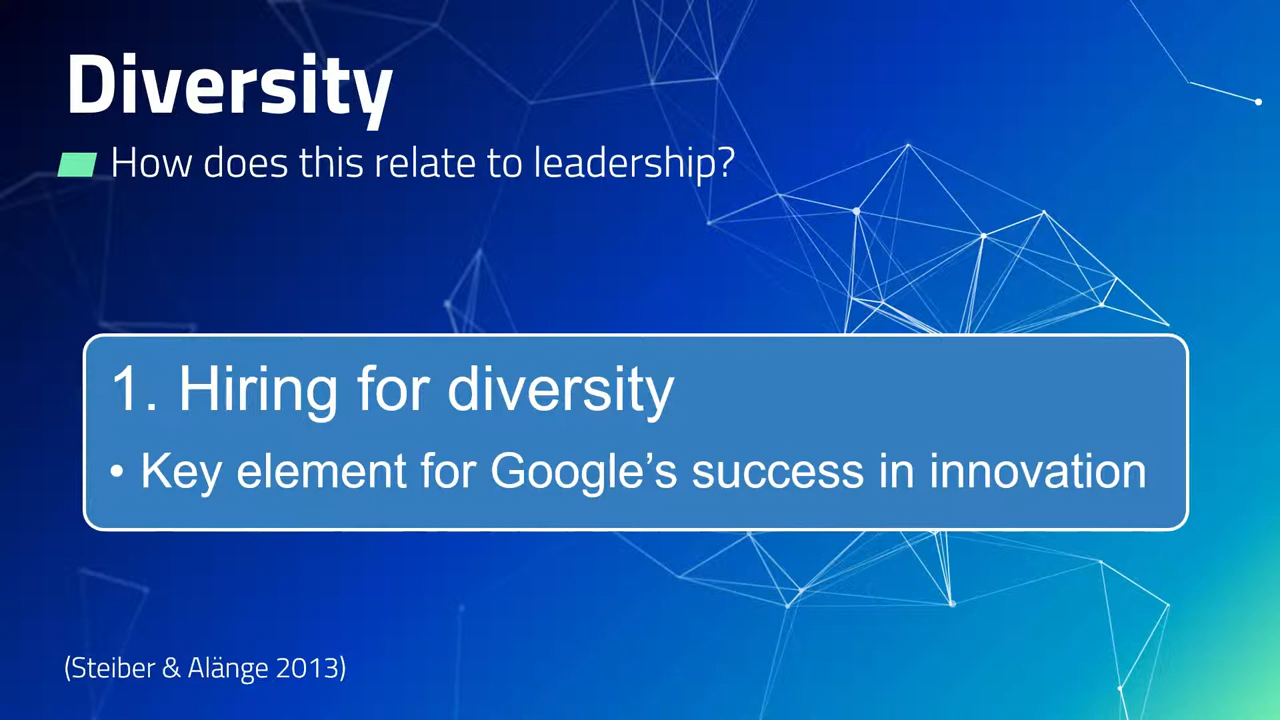 Diversity
How does this relate to leadership?
1. Hiring for diversity
• Key element for Google’s success in innovation
(Steiber & Alänge 2013)